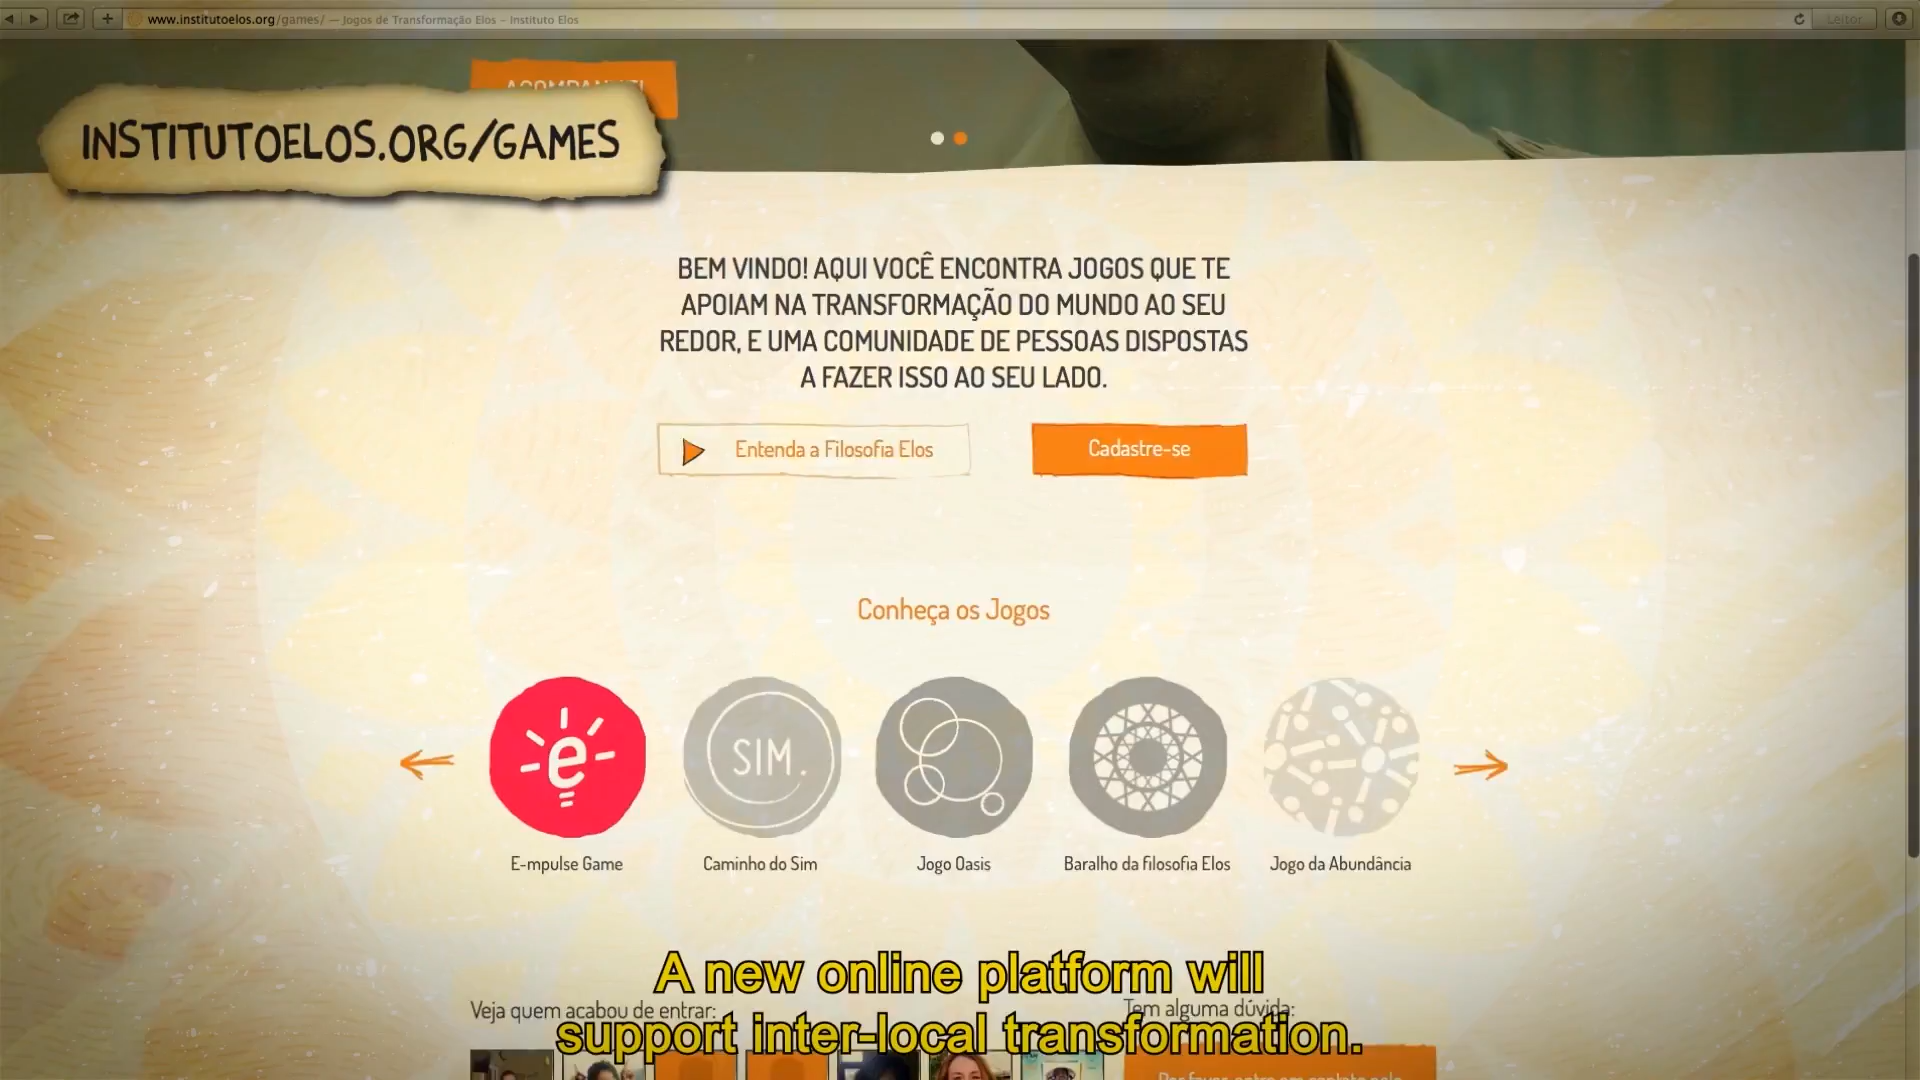 www.institutoelos.org/games/ — Jogos de Transformação Elos – Instituto Elos
Leitor
INSTITUTOELOS.ORG/GAMES
BEM VINDO! AQUI VOCÊ ENCONTRA JOGOS QUE TE
APOIAM NA TRANSFORMAÇÃO DO MUNDO AO SEU
REDOR, E UMA COMUNIDADE DE PESSOAS DISPOSTAS
A FAZER ISSO AO SEU LADO.
Entenda a Filosofia Elos
Cadastre-se
Conheça os Jogos
e
SIM.
E-mpulse Game
Caminho do Sim
Jogo Oasis
Baralho da filosofia Elos
Jogo da Abundância
Veja quem acabou de entrar:
Tem alguma dúvida:
A new online platform will
support inter-local transformation.